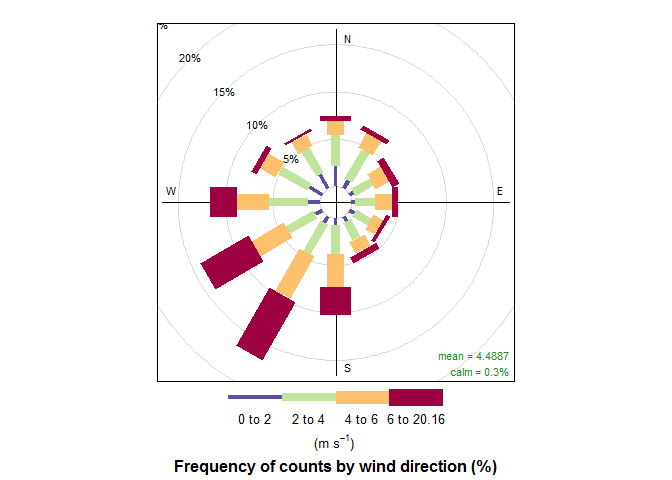 %
20%
15%
10%
5%
N
W
E
S
mean = 4.4887
calm = 0.3%
0 to 2 2 to 4 4 to 6 6 to 20.16
(m s⁻¹)
Frequency of counts by wind direction (%)